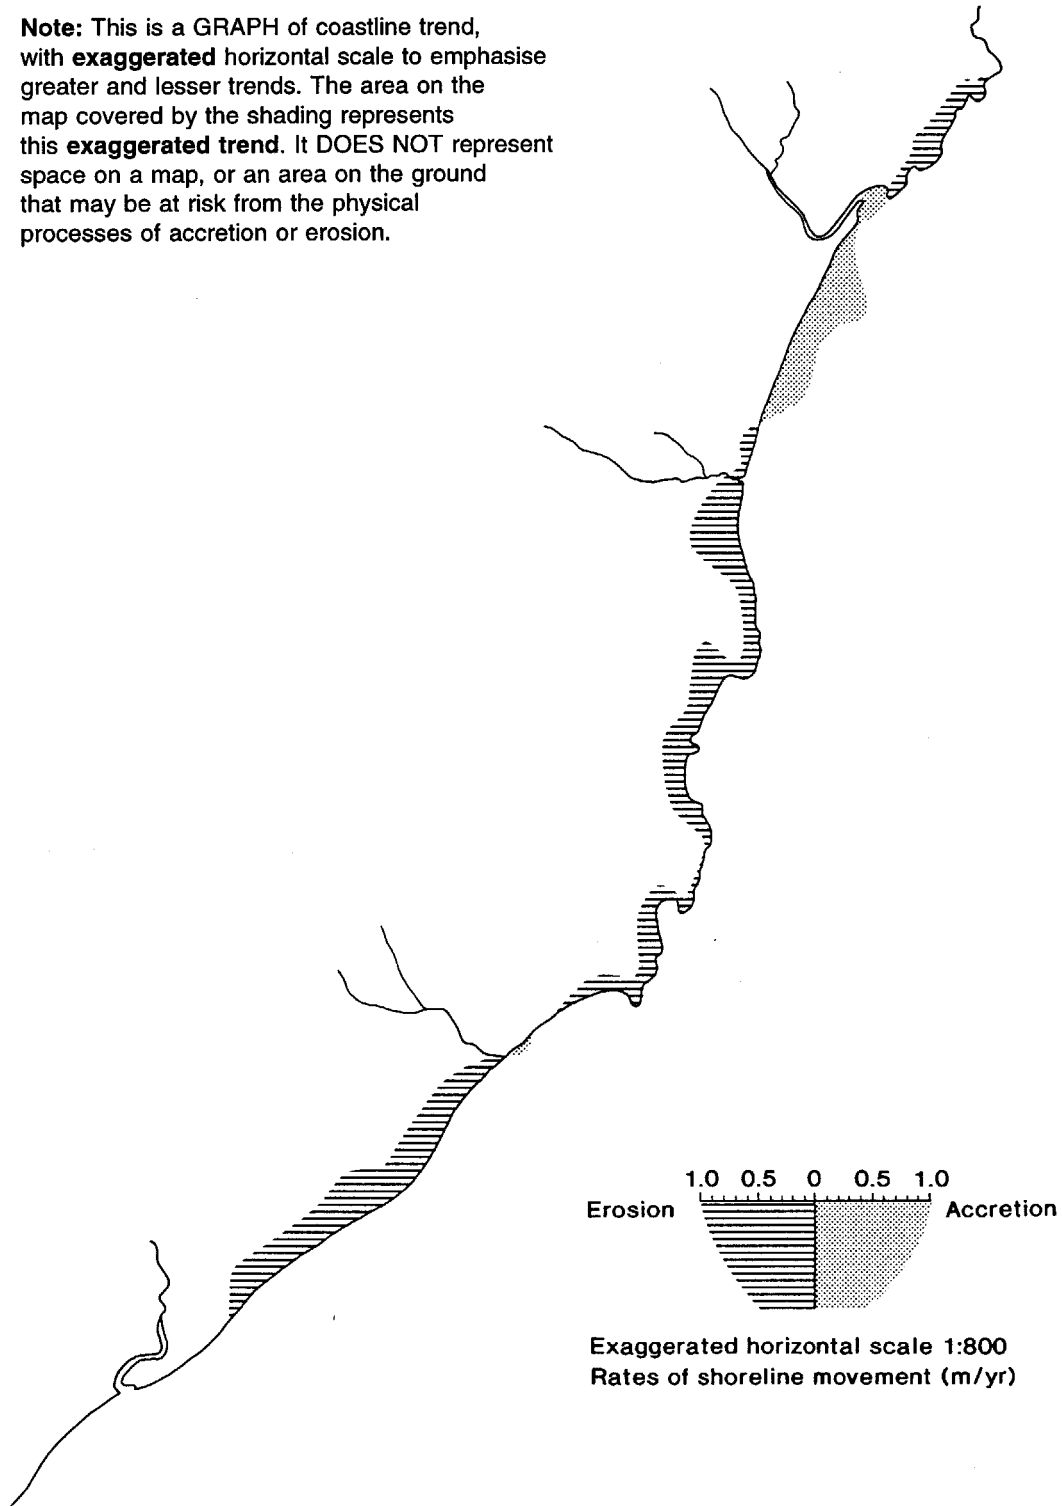 Note: This is a GRAPH of coastline trend,
with exaggerated horizontal scale to emphasise
greater and lesser trends. The area on the
map covered by the shading represents
this exaggerated trend. It DOES NOT represent
space on a map, or an area on the ground
that may be at risk from the physical
processes of accretion or erosion.
1.0 0.5 0 0.5 1.0
Erosion Accretion
Exaggerated horizontal scale 1:800
Rates of shoreline movement (m/yr)